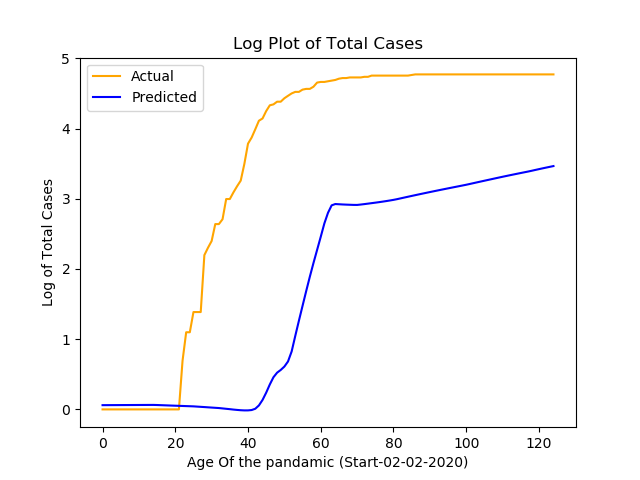 Log Plot of Total Cases
Actual
Predicted
Log of Total Cases
5
4
3
2
1
0
0 20 40 60 80 100 120
Age Of the pandamic (Start-02-02-2020)